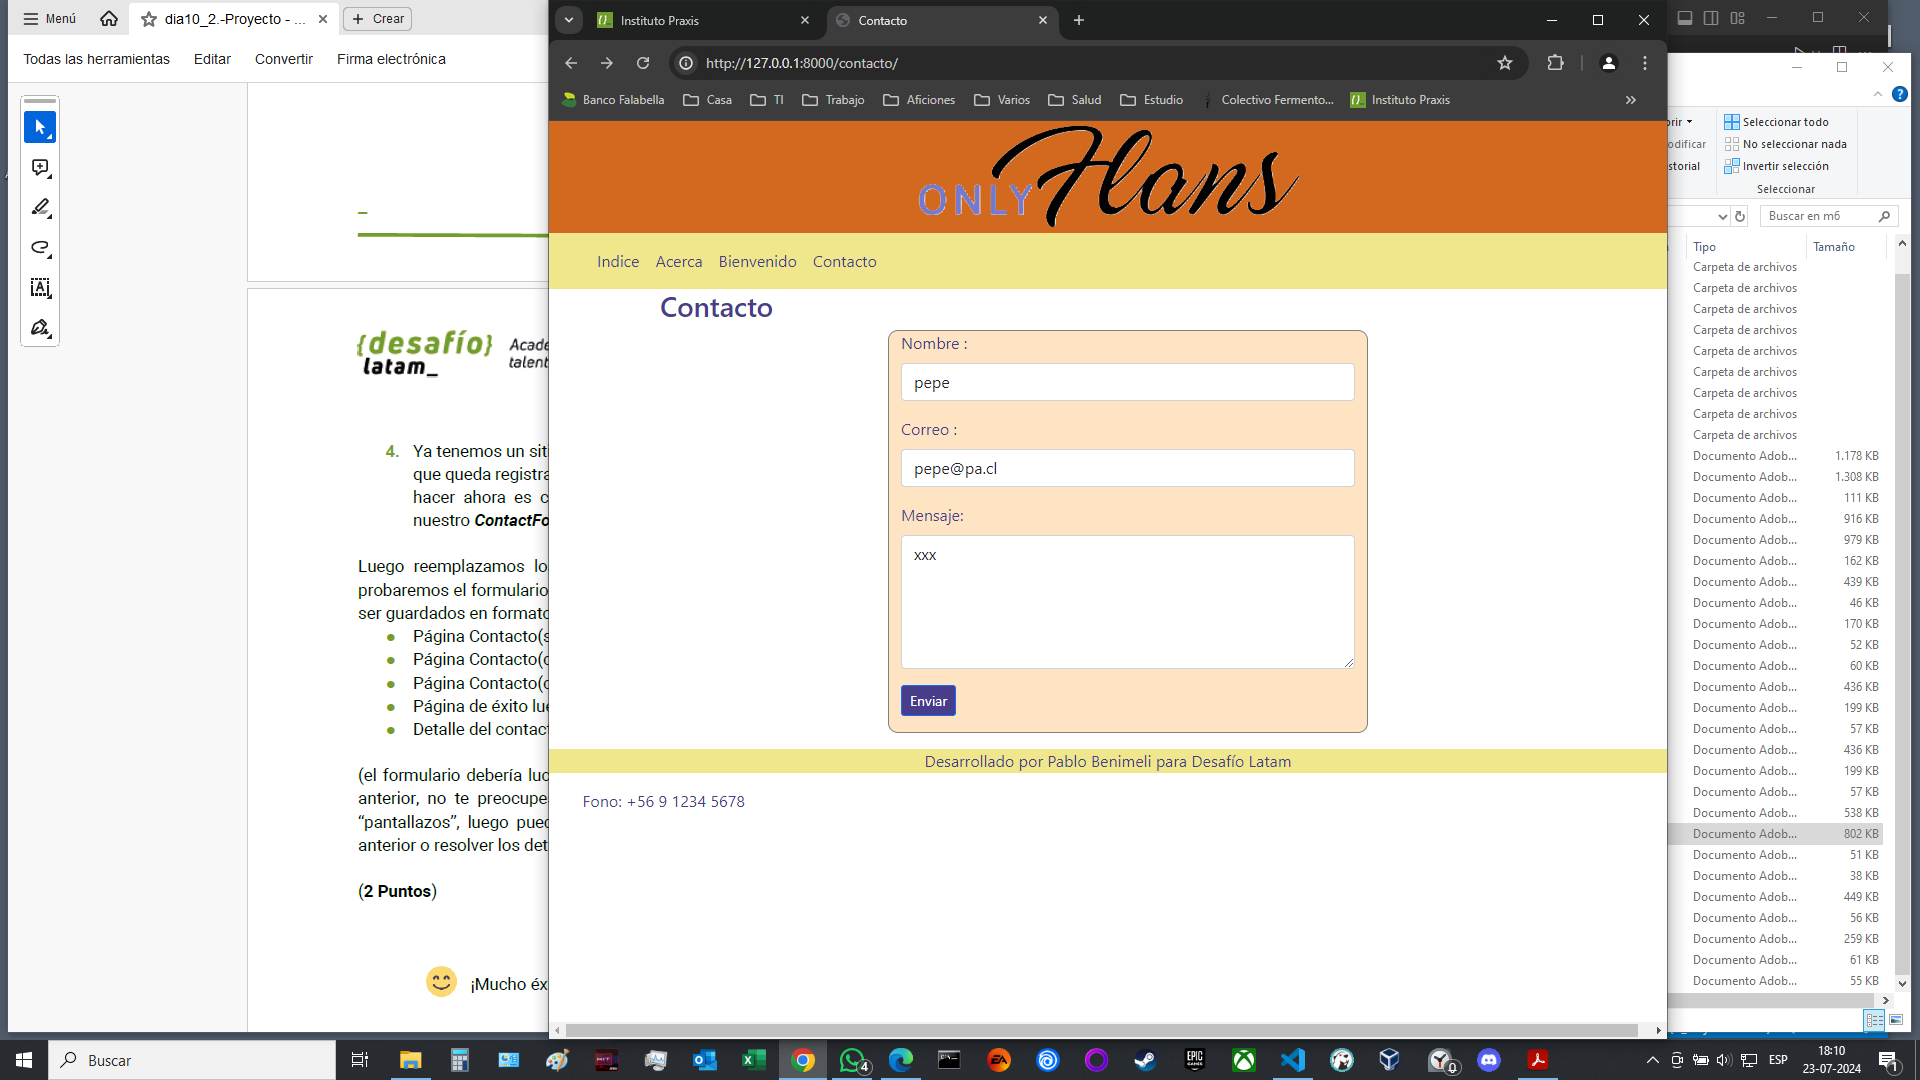 Menú
dia10_2.-Proyecto - ...
Crear
Todas las herramientas
Editar
Convertir
Firma electrónica
{desafío}
latam_
Acade
talent
4. Ya tenemos un siti
que queda registra
hacer ahora es c
nuestro ContactFo
Luego reemplazamos lo
probaremos el formulario
ser guardados en formato
Página Contacto(s
Página Contacto(c
Página Contacto(c
Página de éxito lue
Detalle del contact
(el formulario debería luc
anterior, no te preocupe
“pantallazos”, luego pued
anterior o resolver los det
(2 Puntos)
¡Mucho éx
Instituto Praxis
Contacto
http://127.0.0.1:8000/contacto/
Banco Falabella
Casa
TI
Trabajo
Aficiones
Varios
Salud
Estudio
Colectivo Fermento...
Instituto Praxis
ONLY Hans
Indice
Acerca
Bienvenido
Contacto
Contacto
Nombre :
pepe
Correo :
pepe@pa.cl
Mensaje:
xxx
Enviar
Desarrollado por Pablo Benimeli para Desafío Latam
Fono: +56 9 1234 5678
rir
Seleccionar todo
odificar
No seleccionar nada
storial
Invertir selección
Seleccionar
Buscar en m6
Tipo
Tamaño
Carpeta de archivos
Carpeta de archivos
Carpeta de archivos
Carpeta de archivos
Carpeta de archivos
Carpeta de archivos
Carpeta de archivos
Carpeta de archivos
Carpeta de archivos
Documento Adob... 1.178 KB
Documento Adob... 1.308 KB
Documento Adob... 111 KB
Documento Adob... 916 KB
Documento Adob... 979 KB
Documento Adob... 162 KB
Documento Adob... 439 KB
Documento Adob... 46 KB
Documento Adob... 170 KB
Documento Adob... 52 KB
Documento Adob... 60 KB
Documento Adob... 436 KB
Documento Adob... 199 KB
Documento Adob... 57 KB
Documento Adob... 436 KB
Documento Adob... 199 KB
Documento Adob... 57 KB
Documento Adob... 538 KB
Documento Adob... 802 KB
Documento Adob... 51 KB
Documento Adob... 38 KB
Documento Adob... 449 KB
Documento Adob... 56 KB
Documento Adob... 259 KB
Documento Adob... 61 KB
Documento Adob... 55 KB
Buscar
4
EA
EPIC GAMES
0
ESP
18:10
23-07-2024
1